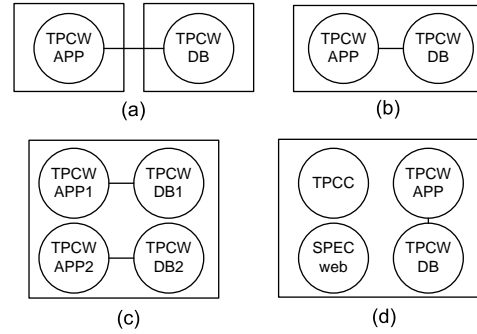 TPCW
APP
TPCW
DB
(a)
TPCW
APP
TPCW
DB
(b)
TPCW
APP1
TPCW
DB1
TPCW
APP2
TPCW
DB2
(c)
TPCC
TPCW
APP
SPEC
web
TPCW
DB
(d)